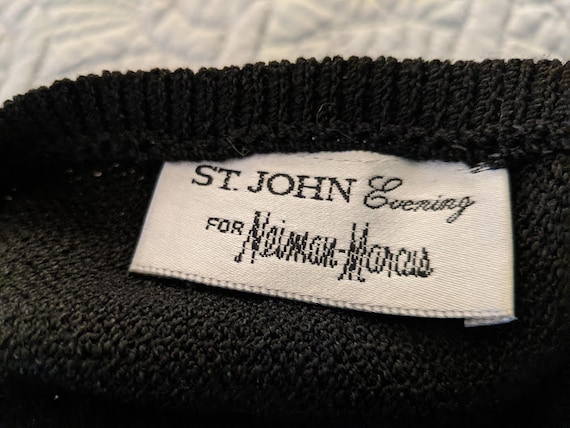 ST. JOHN Evening
FOR Neiman-Marcus